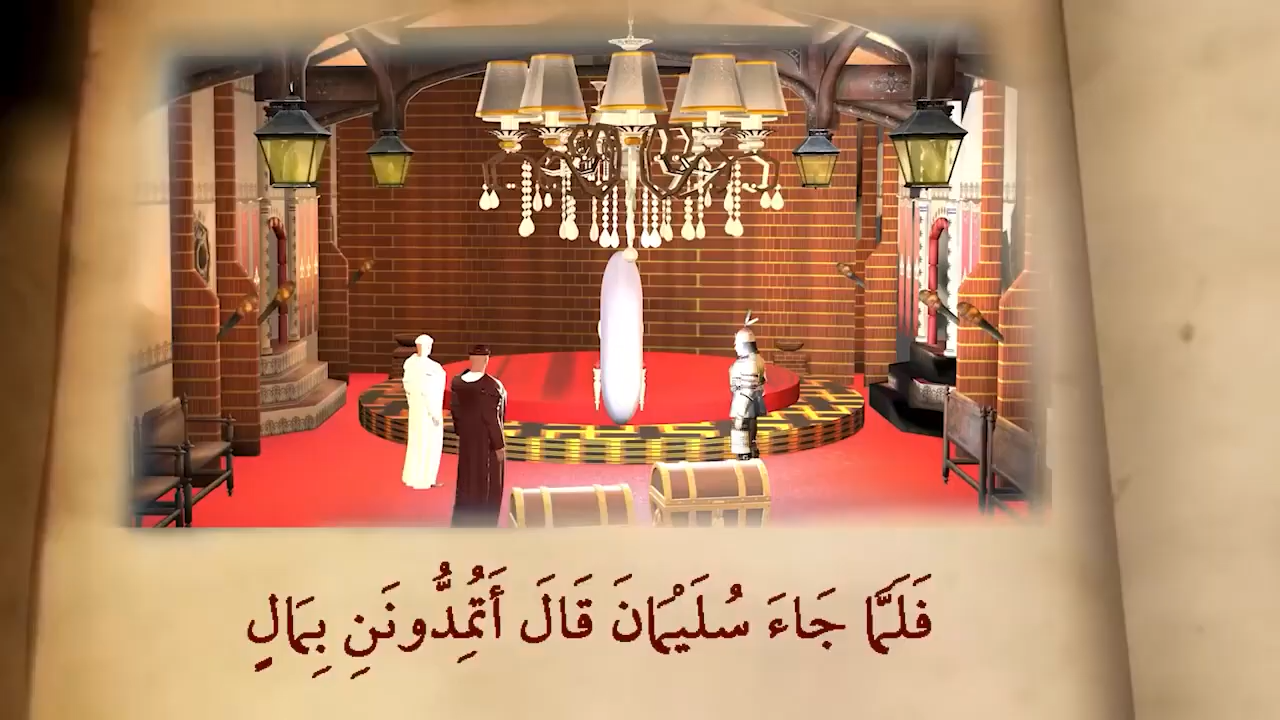 فَلَمَّا جَاءَ سُلَيْمَانَ قَالَ أَتُمِدُّونَنِ بِمَالٍ